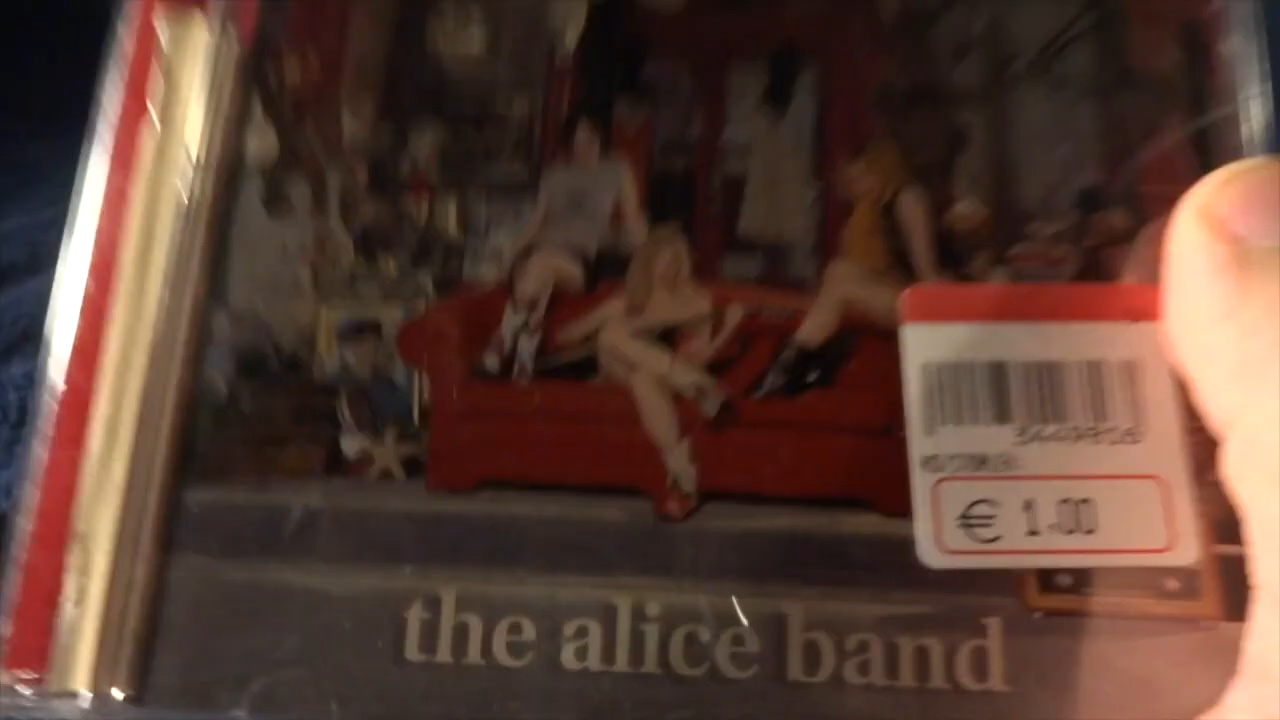 € 1.00
the alice band